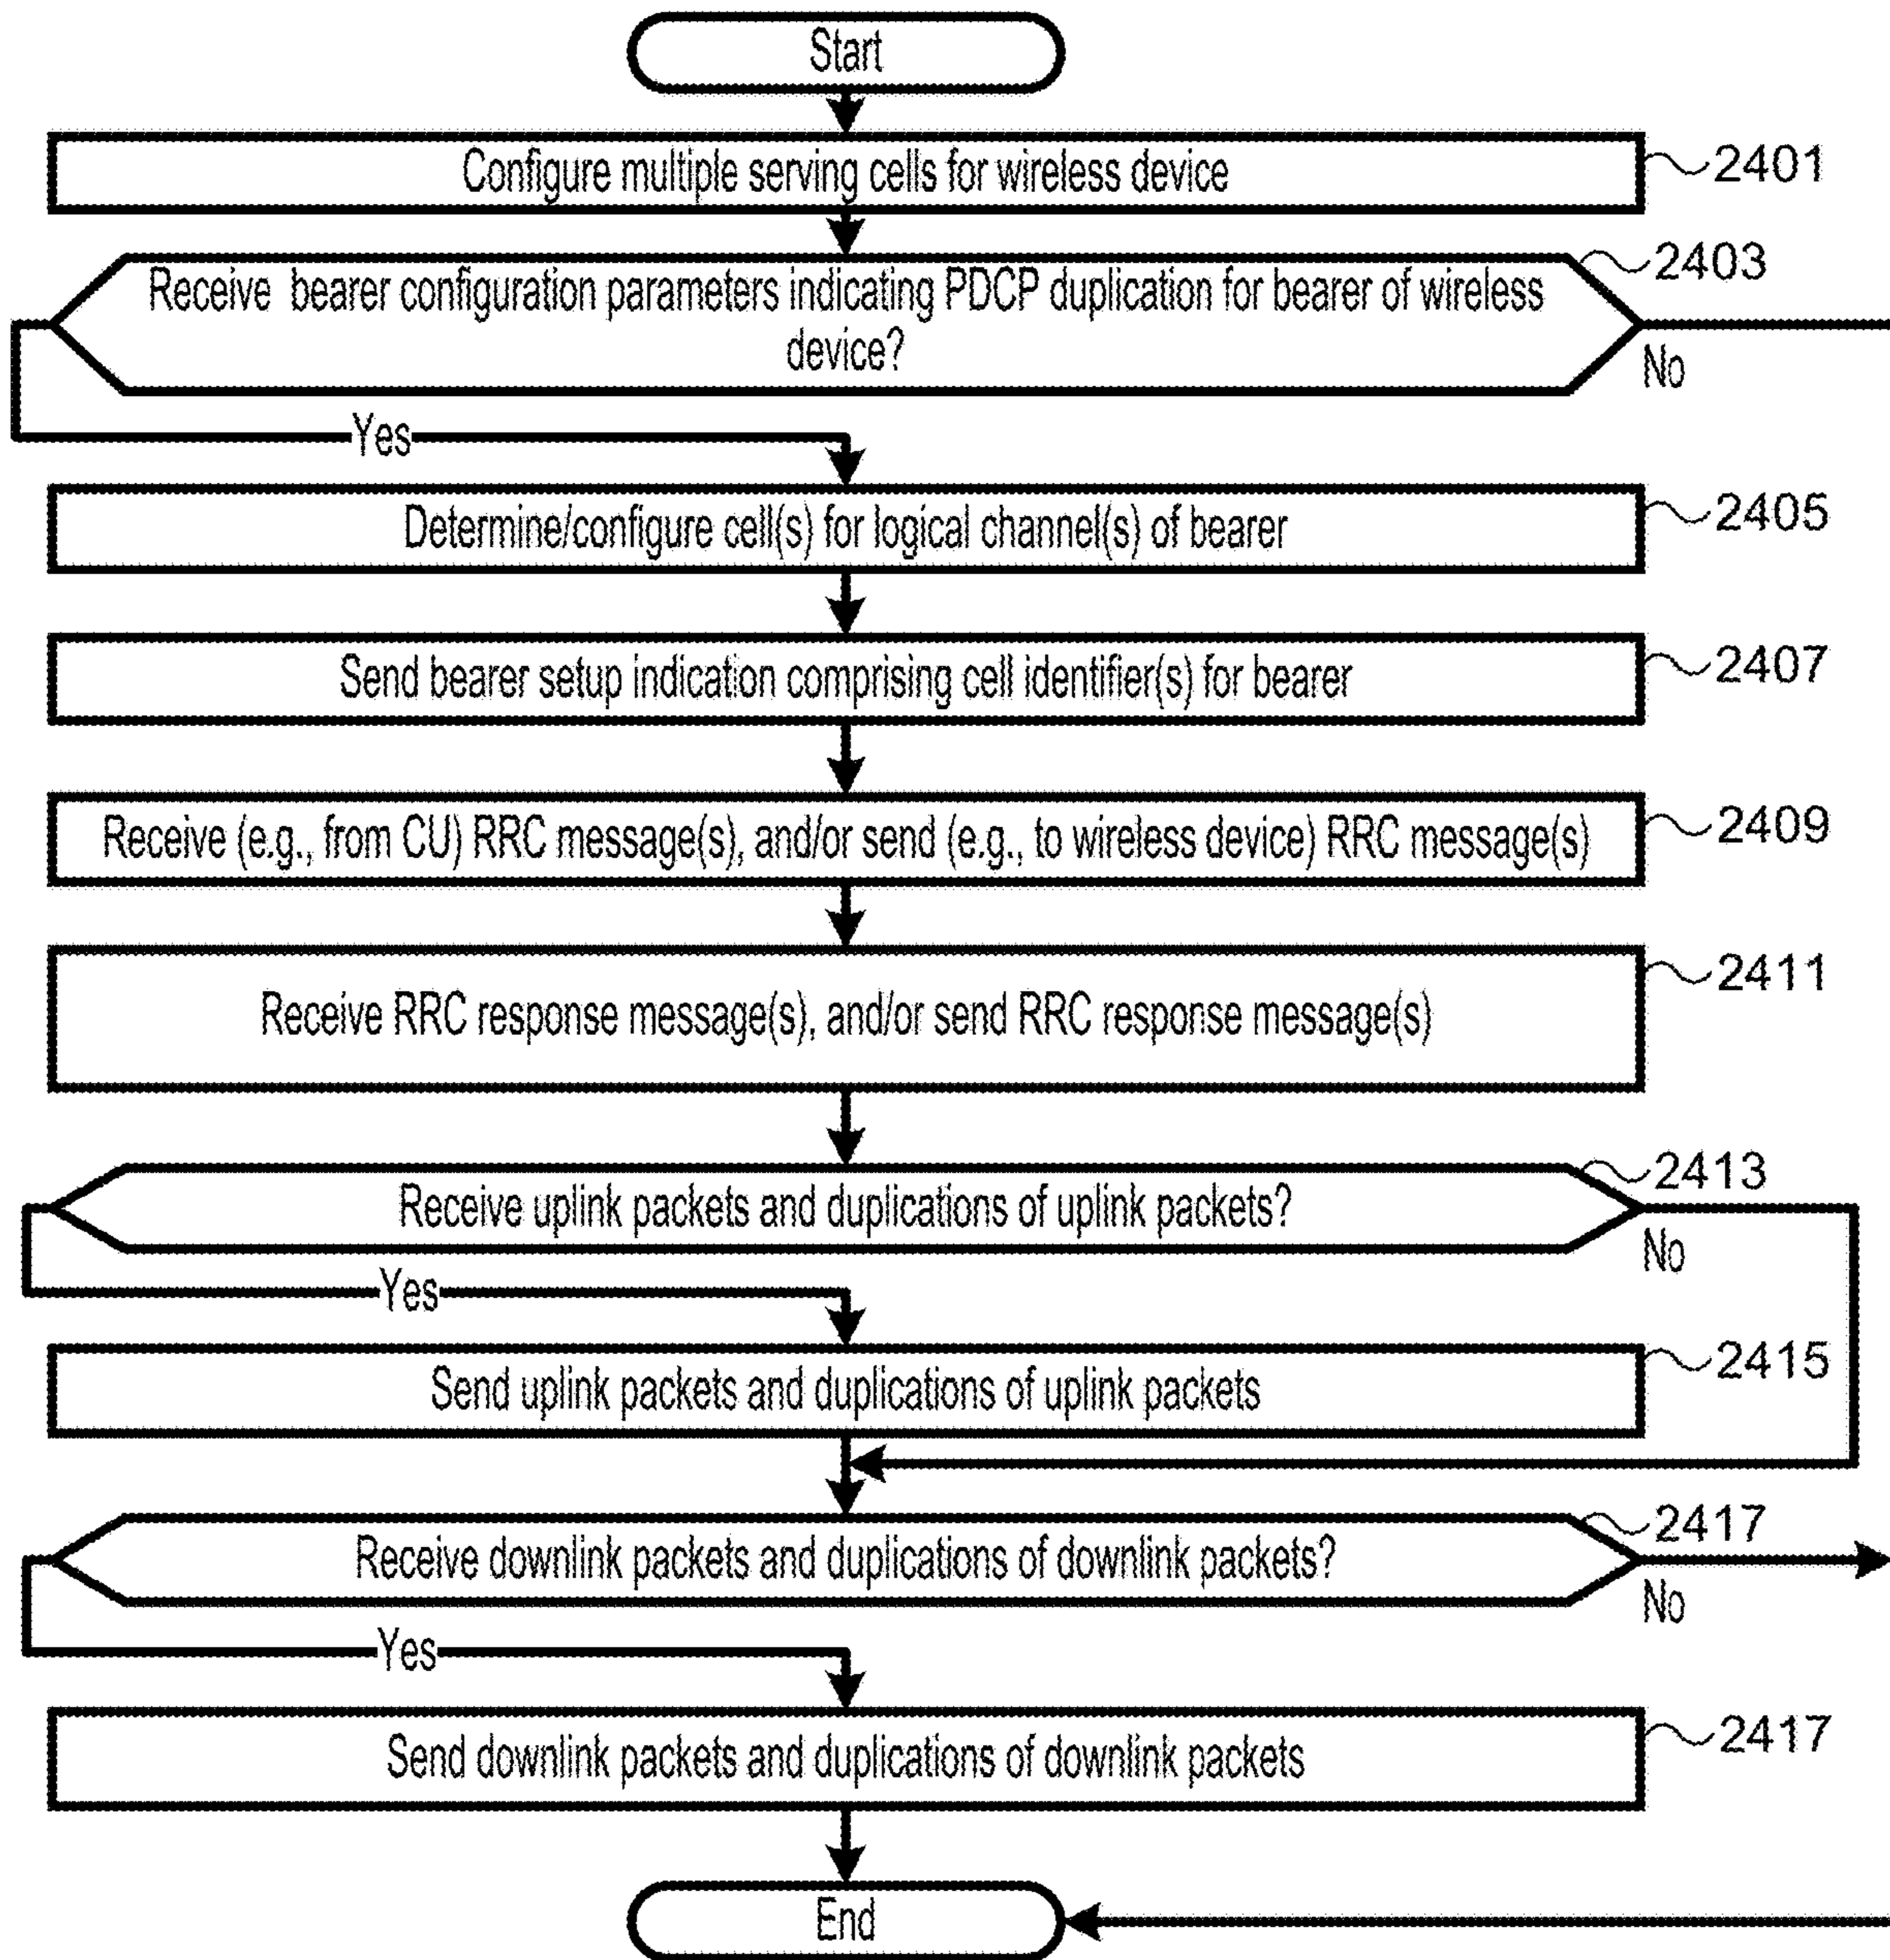 Start
Configure multiple serving cells for wireless device
2401
2403
Receive bearer configuration parameters indicating PDCP duplication for bearer of wireless
device?
No
Yes
Determine/configure cell(s) for logical channel(s) of bearer
2405
Send bearer setup indication comprising cell identifier(s) for bearer
2407
Receive (e.g., from CU) RRC message(s), and/or send (e.g., to wireless device) RRC message(s)
2409
Receive RRC response message(s), and/or send RRC response message(s)
2411
2413
Receive uplink packets and duplications of uplink packets?
No
Yes
Send uplink packets and duplications of uplink packets
2415
2417
Receive downlink packets and duplications of downlink packets?
No
Yes
Send downlink packets and duplications of downlink packets
2417
End